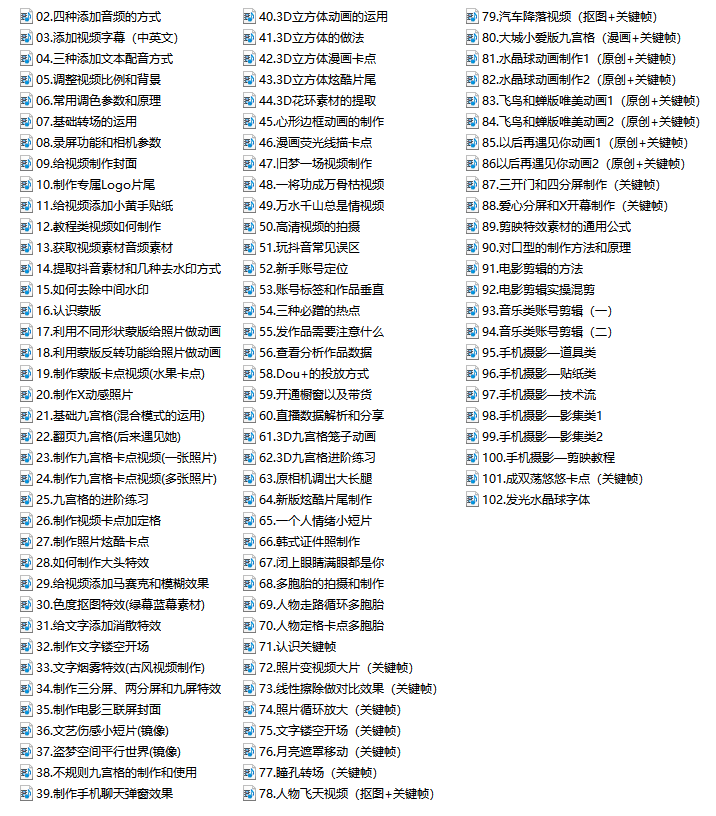 02.四种添加音频的方式
03.添加视频字幕（中英文）
04.三种添加文本配音方式
05.调整视频比例和背景
06.常用调色参数和原理
07.基础转场的运用
08.录屏功能和相机参数
09.给视频制作封面
10.制作专属Logo片尾
11.给视频添加小黄手贴纸
12.教程类视频如何制作
13.获取视频素材音频素材
14.提取抖音素材和几种去水印方式
15.如何去除中间水印
16.认识蒙版
17.利用不同形状蒙版给照片做动画
18.利用蒙版反转功能给照片做动画
19.制作蒙版卡点视频(水果卡点)
20.制作X动感照片
21.基础九宫格(混合模式的运用)
22.翻页九宫格(后来遇见她)
23.制作九宫格卡点视频(一张照片)
24.制作九宫格卡点视频(多张照片)
25.九宫格的进阶练习
26.制作视频卡点加定格
27.制作照片炫酷卡点
28.如何制作大头特效
29.给视频添加马赛克和模糊效果
30.色度抠图特效(绿幕蓝幕素材)
31.给文字添加消散特效
32.制作文字镂空开场
33.文字烟雾特效(古风视频制作)
34.制作三分屏、两分屏和九屏特效
35.制作电影三联屏封面
36.文艺伤感小短片(镜像)
37.盗梦空间平行世界(镜像)
38.不规则九宫格的制作和使用
39.制作手机聊天弹窗效果
40.3D立方体动画的运用
41.3D立方体的做法
42.3D立方体漫画卡点
43.3D立方体炫酷片尾
44.3D花环素材的提取
45.心形边框动画的制作
46.漫画荧光线描卡点
47.旧梦一场视频制作
48.一将功成万骨枯视频
49.万水千山总是情视频
50.高清视频的拍摄
51.玩抖音常见误区
52.新手账号定位
53.账号标签和作品垂直
54.三种必蹭的热点
55.发作品需要注意什么
56.查看分析作品数据
58.Dou+的投放方式
59.开通橱窗以及带货
60.直播数据解析和分享
61.3D九宫格笼子动画
62.3D九宫格进阶练习
63.原相机调出大长腿
64.新版炫酷片尾制作
65.一个人情绪小短片
66.韩式证件照制作
67.闭上眼睛满眼都是你
68.多胞胎的拍摄和制作
69.人物走路循环多胞胎
70.人物定格卡点多胞胎
71.认识关键帧
72.照片变视频大片（关键帧）
73.线性擦除做对比效果（关键帧）
74.照片循环放大（关键帧）
75.文字镂空开场（关键帧）
76.月亮遮罩移动（关键帧）
77.瞳孔转场（关键帧）
78.人物飞天视频（抠图+关键帧）
79.汽车降落视频（抠图+关键帧）
80.大城小爱版九宫格（漫画+关键帧）
81.水晶球动画制作1（原创+关键帧）
82.水晶球动画制作2（原创+关键帧）
83.飞鸟和蝉版唯美动画1（原创+关键帧）
84.飞鸟和蝉版唯美动画2（原创+关键帧）
85.以后再遇见你动画1（原创+关键帧）
86以后再遇见你动画2（原创+关键帧）
87.三开门和四分屏制作（关键帧）
88.爱心分屏和X开幕制作（关键帧）
89.剪映特效素材的通用公式
90.对口型的制作方法和原理
91.电影剪辑的方法
92.电影剪辑实操混剪
93.音乐类账号剪辑（一）
94.音乐类账号剪辑（二）
95.手机摄影—道具类
96.手机摄影—贴纸类
97.手机摄影—技术流
98.手机摄影—影集类1
99.手机摄影—影集类2
100.手机摄影—剪映教程
101.成双荡悠悠卡点（关键帧）
102.发光水晶球字体